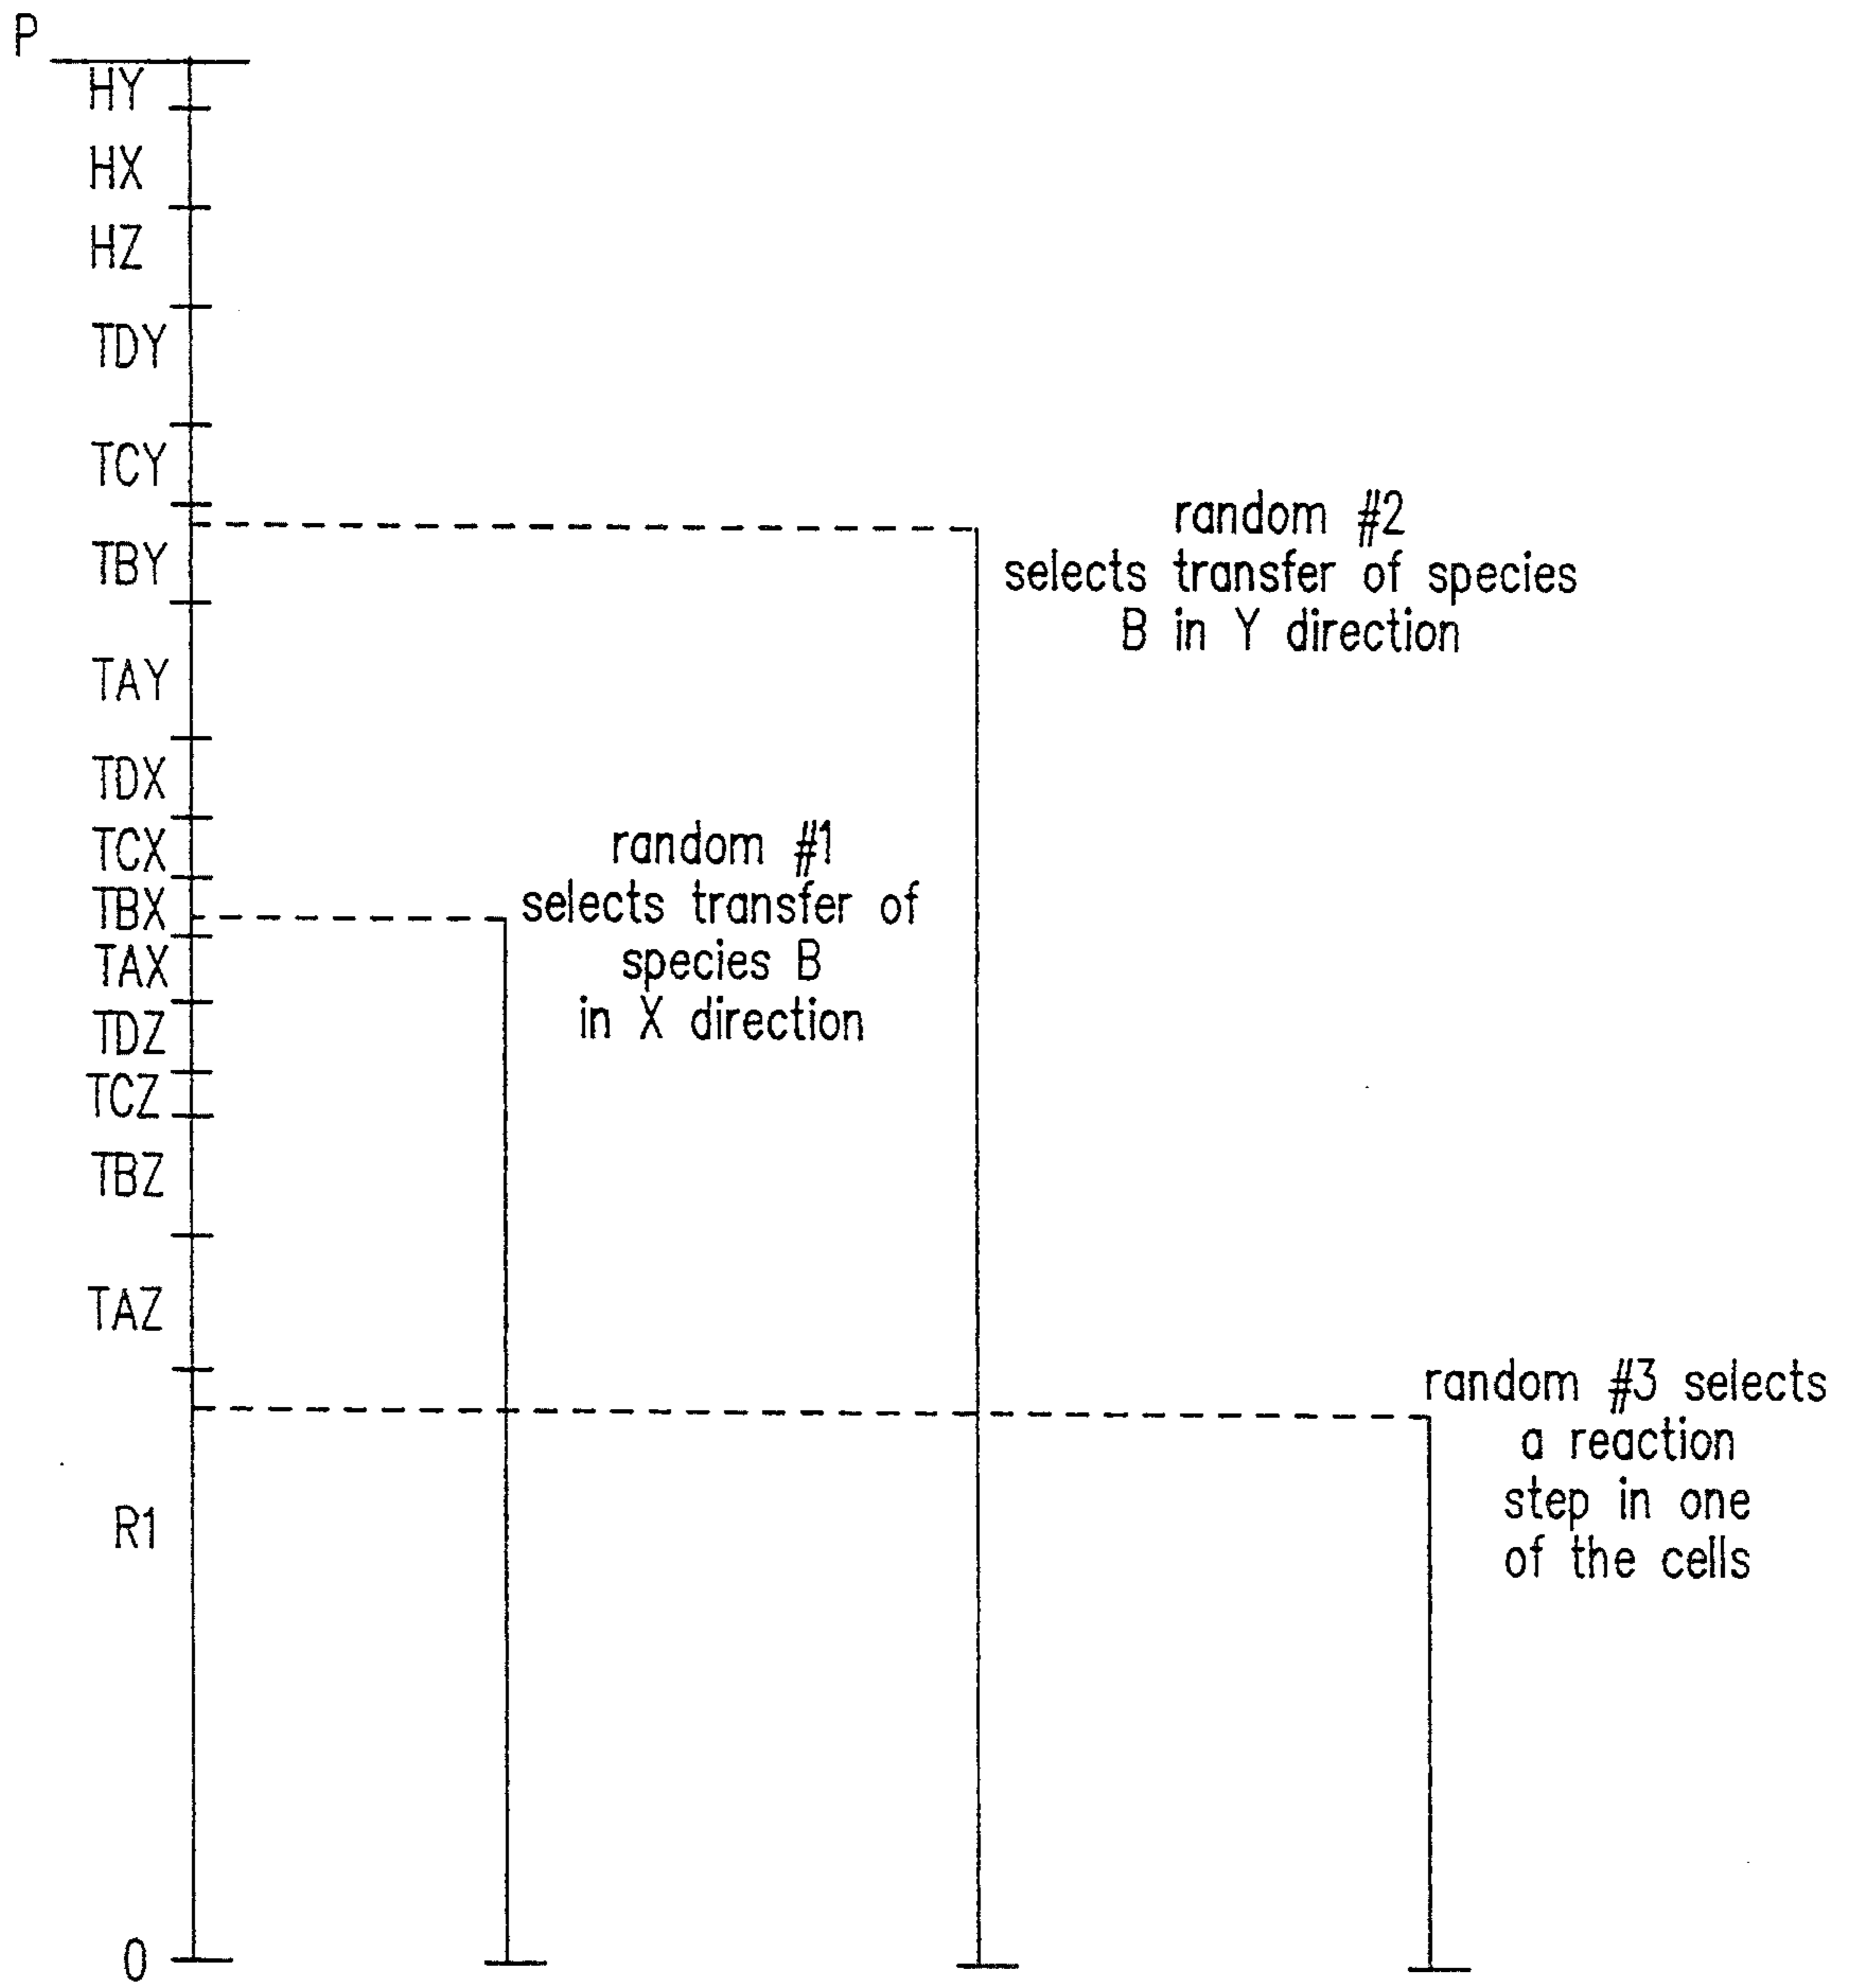 P
HY
HX
HZ
TDY
TCY
TBY
TAY
TDX
TCX
TBX
TAX
TDZ
TCZ
TBZ
TAZ
R1
0
random #2
selects transfer of species
B in Y direction
random #1
selects transfer of
species B
in X direction
random #3 selects
a reaction
step in one
of the cells